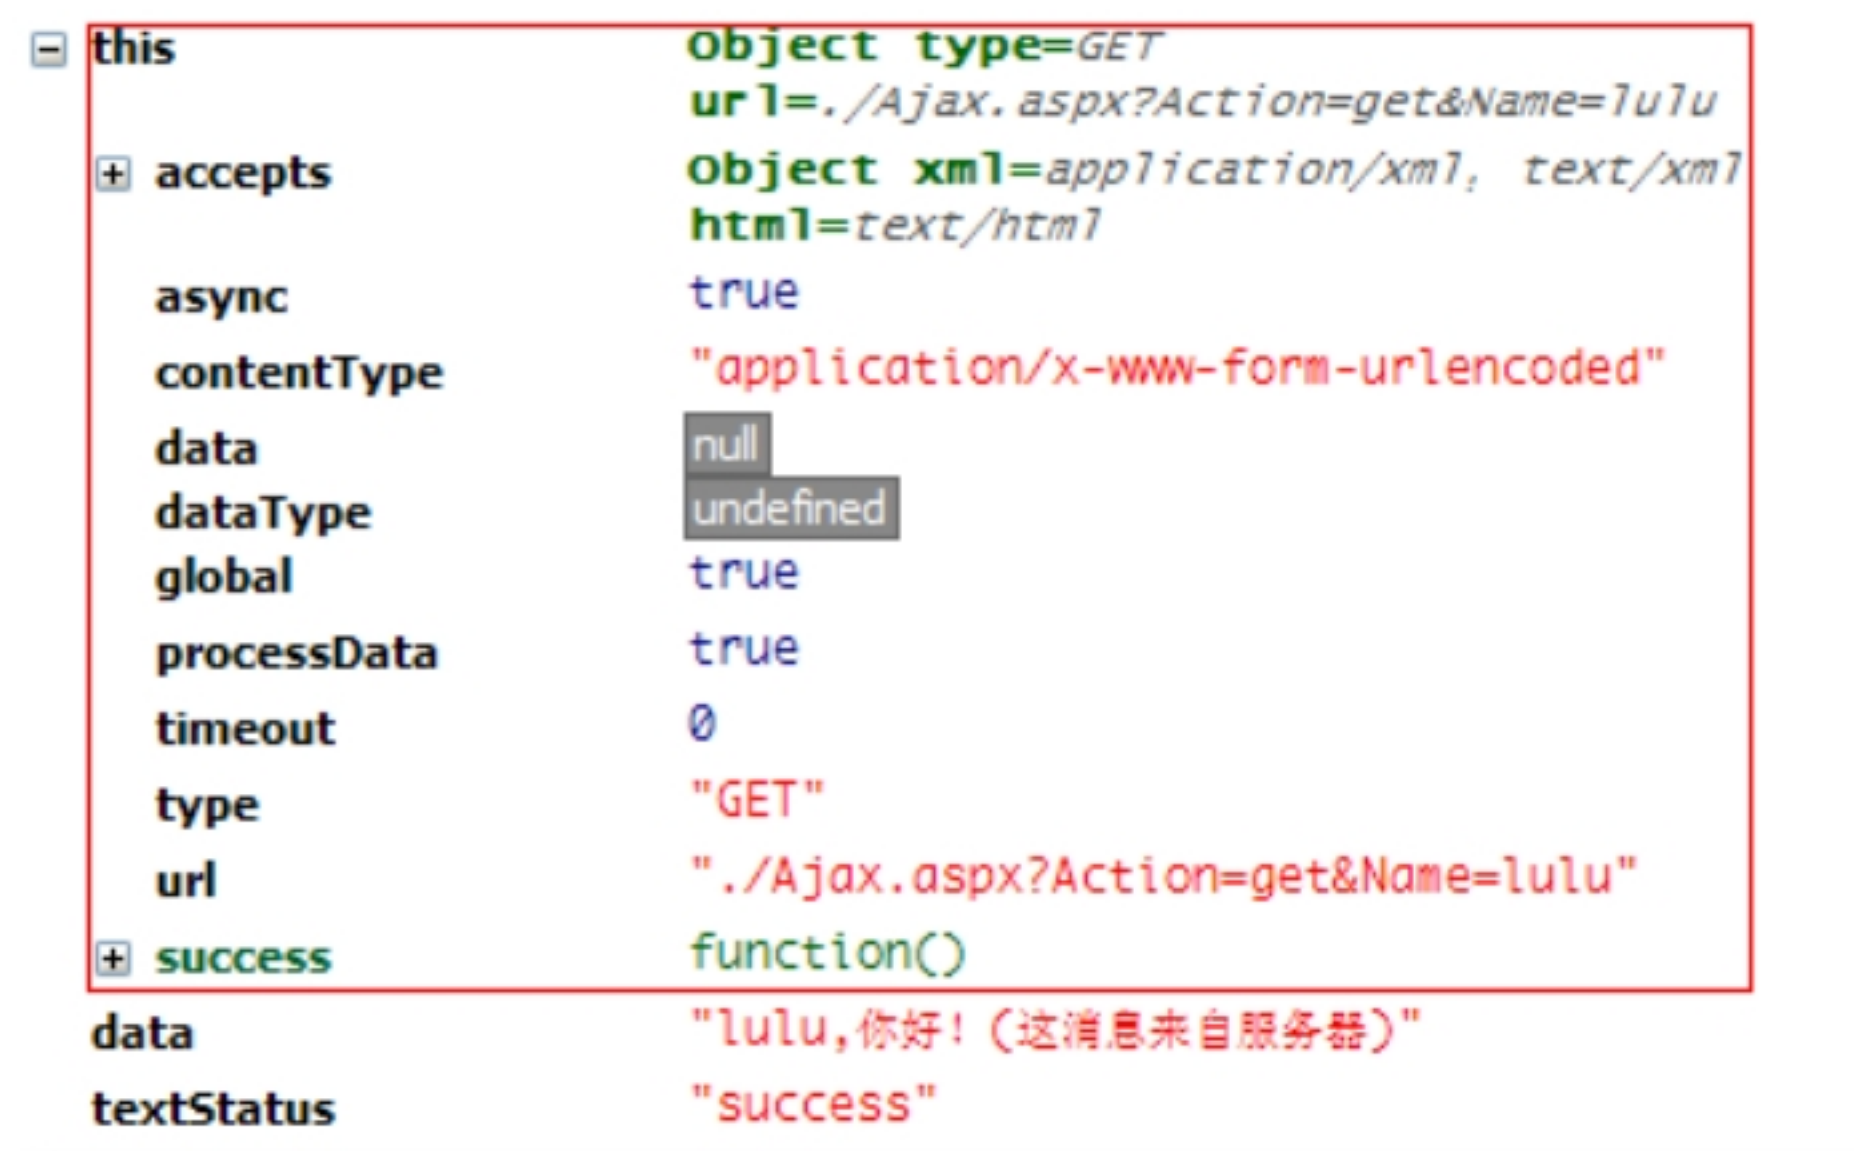 this Object type=GET
url=./Ajax.aspx?Action=get&Name=lulu
accepts Object xml=application/xml, text/xml
html=text/html
async true
contentType "application/x-www-form-urlencoded"
data null
dataType undefined
global true
processData true
timeout 0
type "GET"
url "./Ajax.aspx?Action=get&Name=lulu"
success function()
data "lulu,你好！(这消息来自服务器)"
textStatus "success"